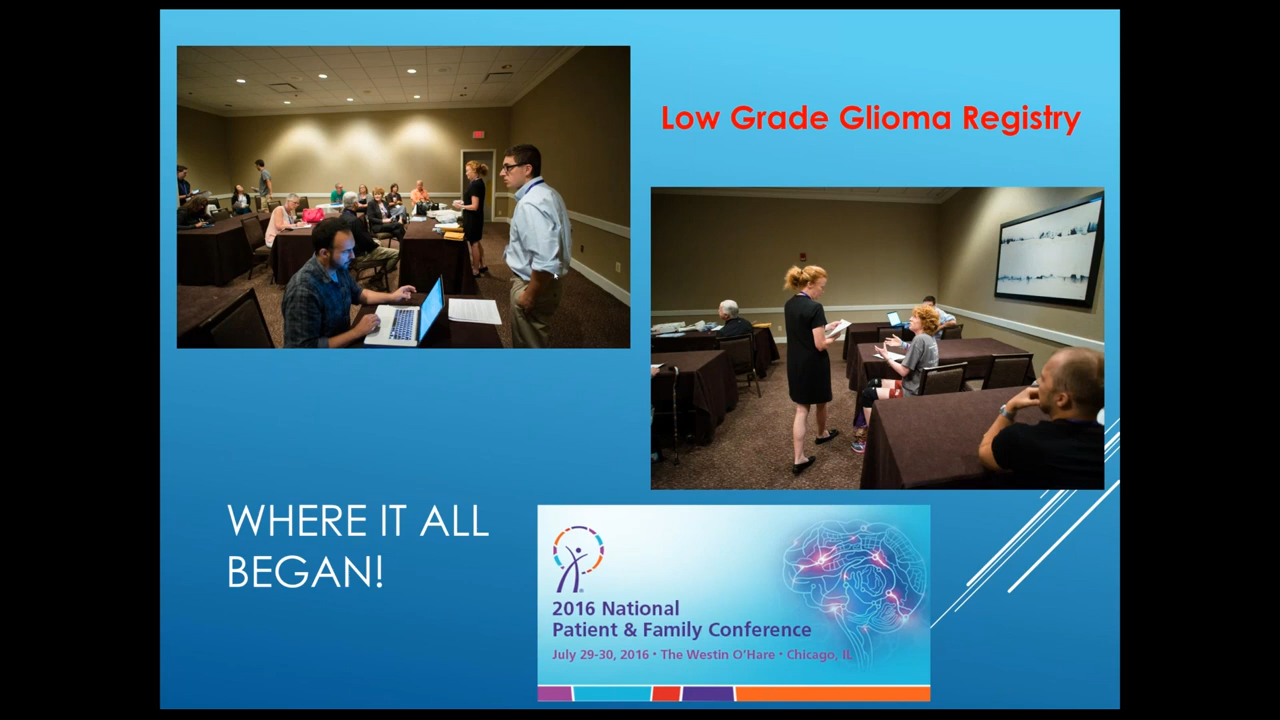 Low Grade Glioma Registry
WHERE IT ALL
BEGAN!
2016 National
Patient & Family Conference
July 29-30, 2016 • The Westin O'Hare • Chicago, IL